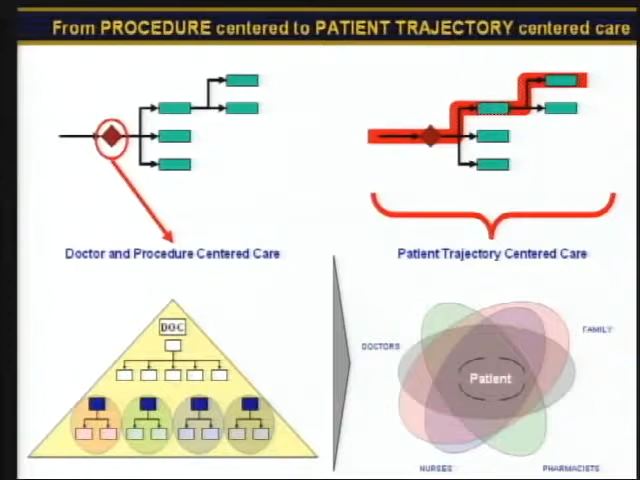 From PROCEDURE centered to PATIENT TRAJECTORY centered care
Doctor and Procedure Centered Care
Patient Trajectory Centered Care
DOC
DOCTORS
FAMILY
Patient
NURSES
PHARMACISTS